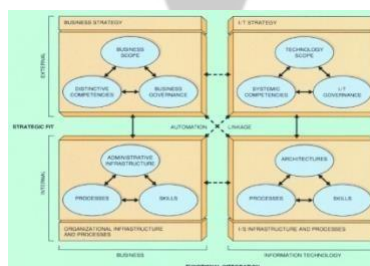 BUSINESS STRATEGY
I/T STRATEGY
BUSINESS
SCOPE
TECHNOLOGY
SCOPE
EXTERNAL
DISTINCTIVE
COMPETENCIES
BUSINESS
GOVERNANCE
SYSTEMIC
COMPETENCIES
I/T
GOVERNANCE
STRATEGIC FIT
AUTOMATION
LINKAGE
ADMINISTRATIVE
INFRASTRUCTURE
ARCHITECTURES
INTERNAL
PROCESSES
SKILLS
PROCESSES
SKILLS
ORGANIZATIONAL INFRASTRUCTURE
AND PROCESSES
I/S INFRASTRUCTURE AND PROCESSES
BUSINESS
INFORMATION TECHNOLOGY